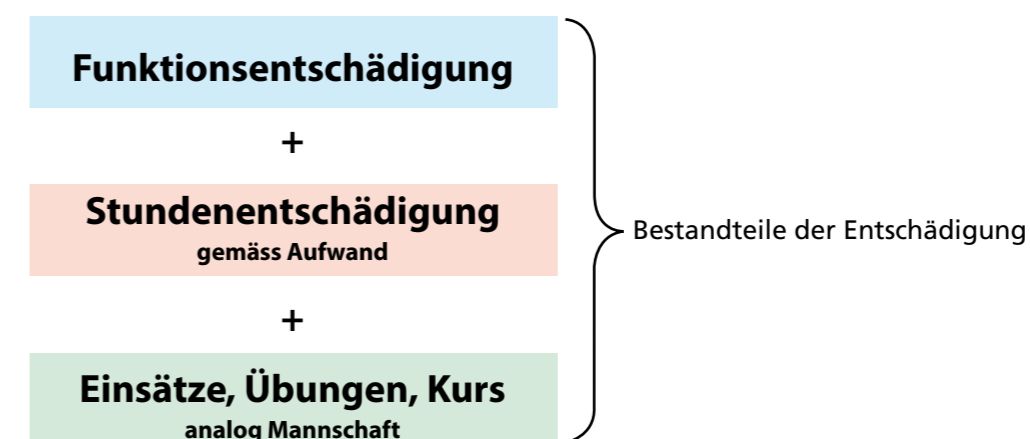 Funktionsentschädigung
+
Stundenentschädigung
gemäss Aufwand
+
Einsätze, Übungen, Kurs
analog Mannschaft
Bestandteile der Entschädigung